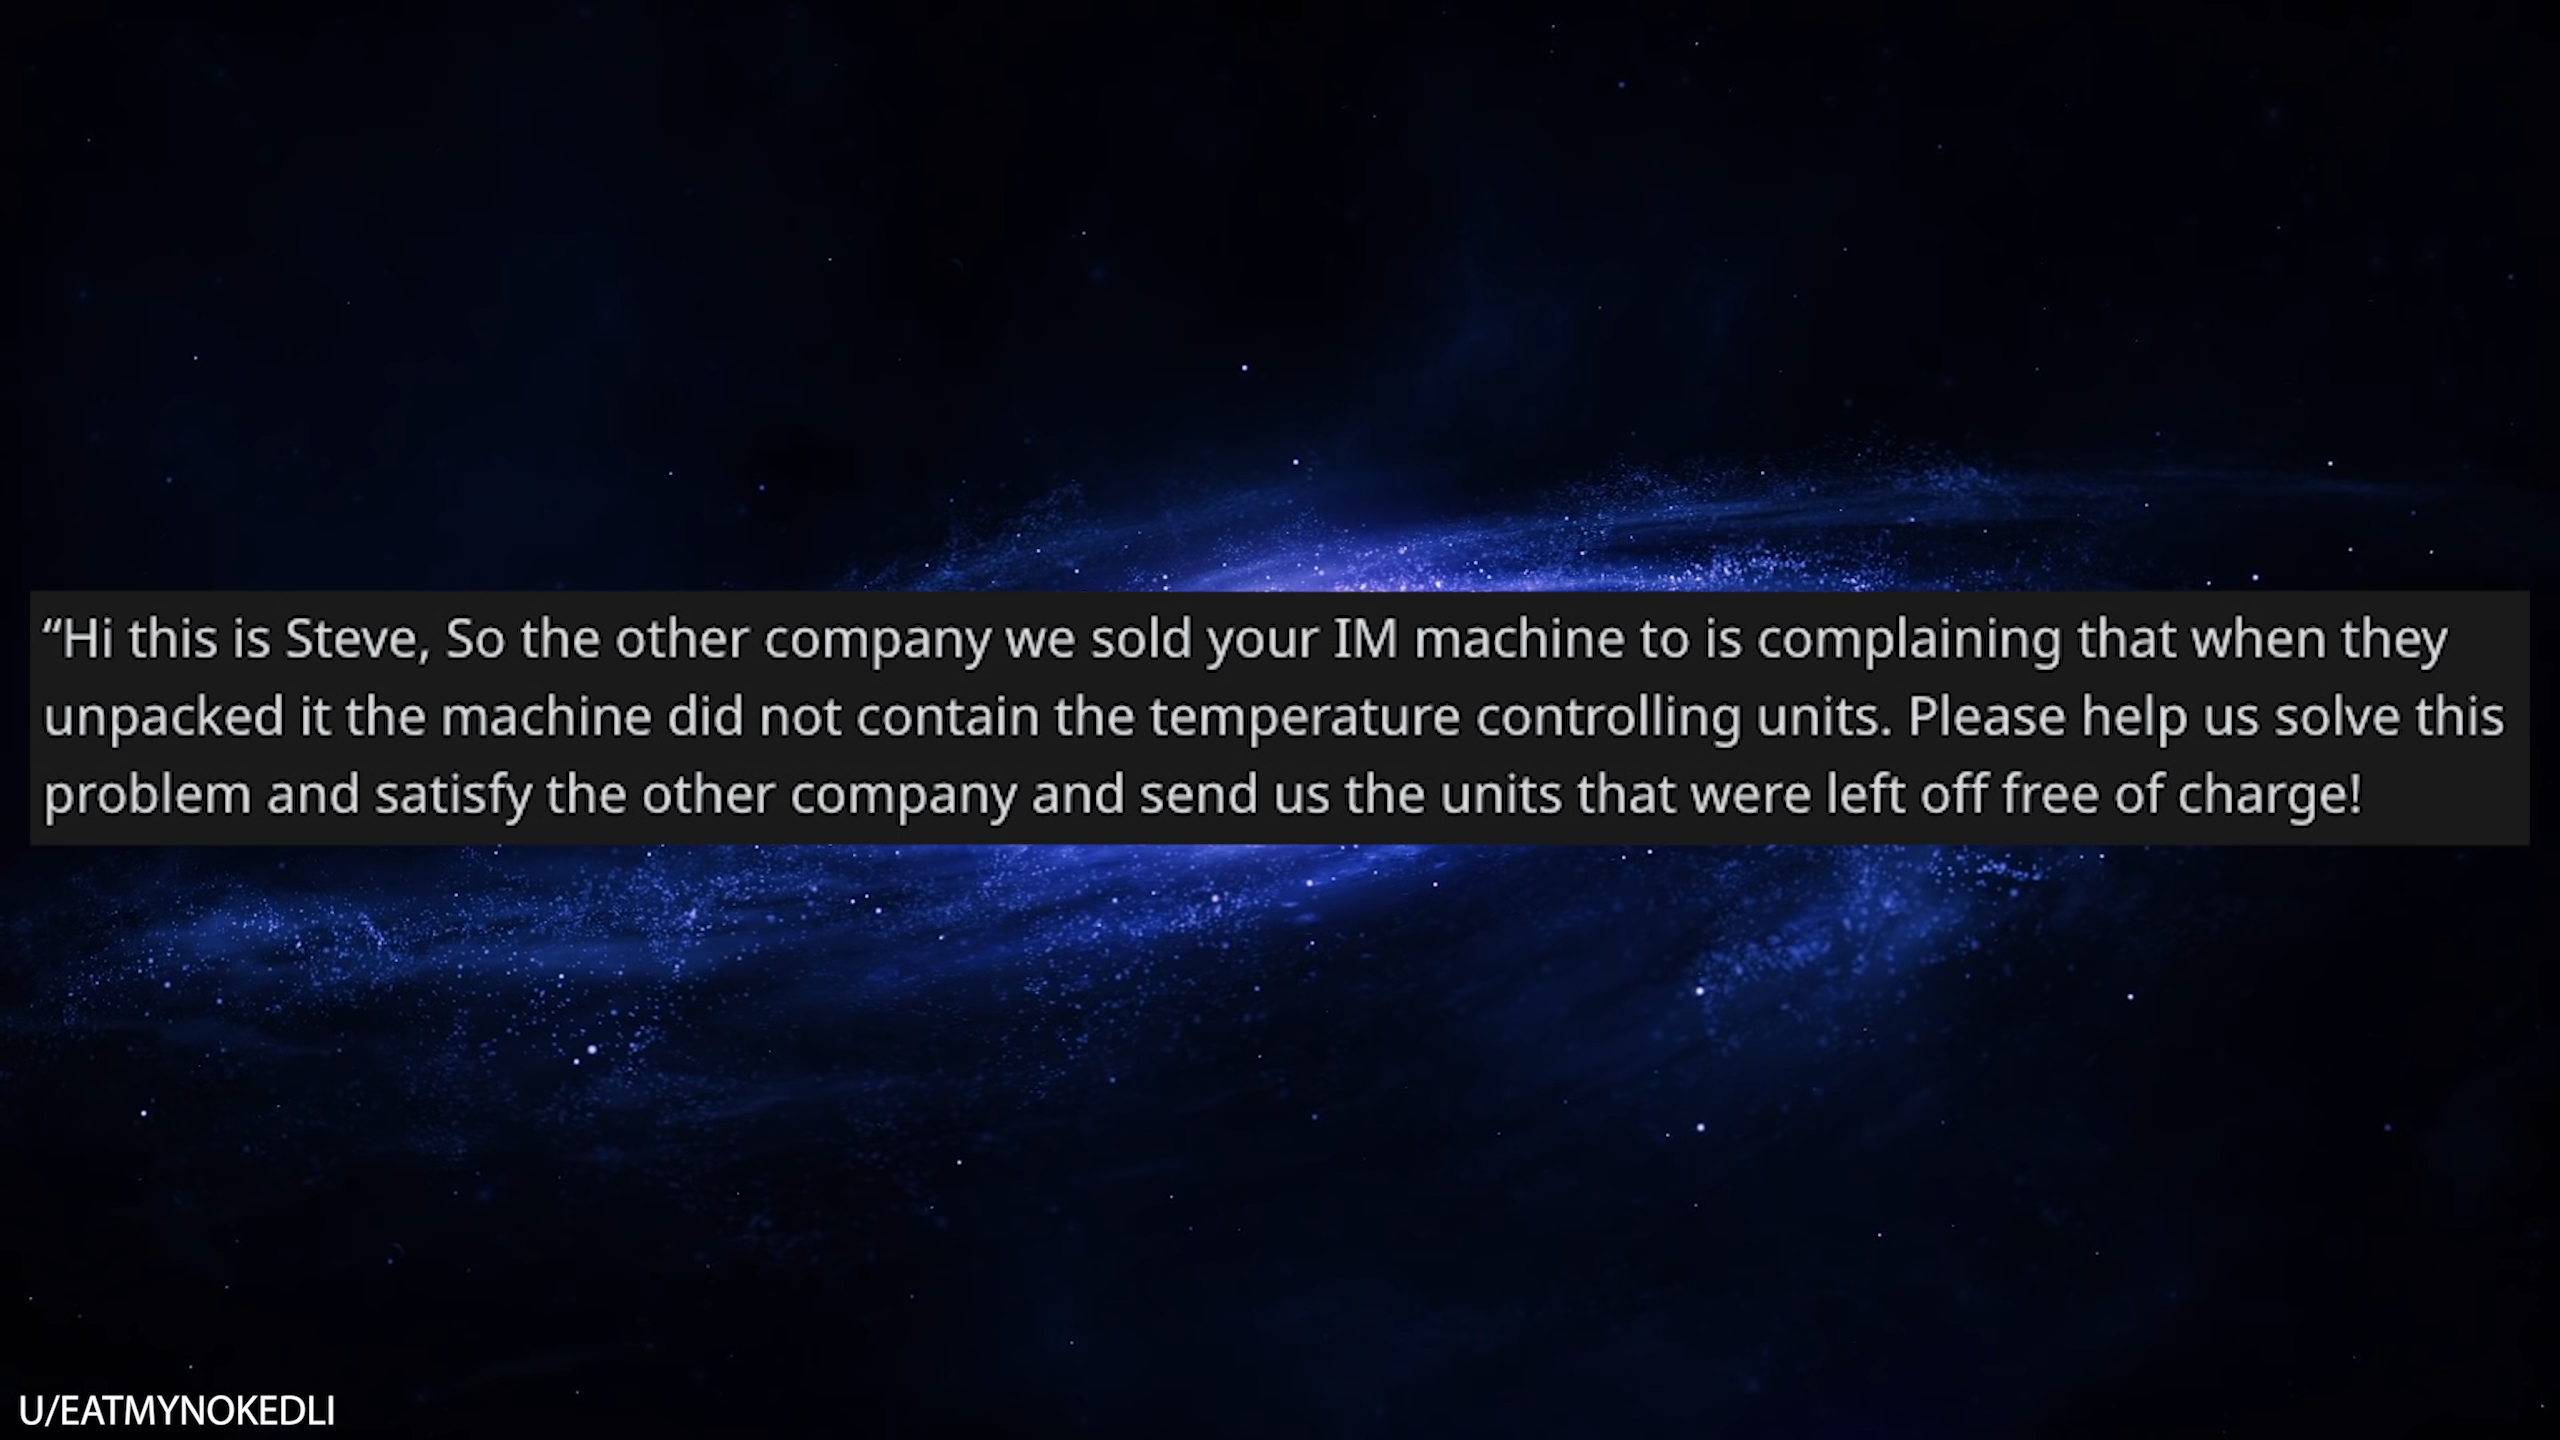 “Hi this is Steve, So the other company we sold your IM machine to is complaining that when they
unpacked it the machine did not contain the temperature controlling units. Please help us solve this
problem and satisfy the other company and send us the units that were left off free of charge!
U/EATMYNOKEDLI